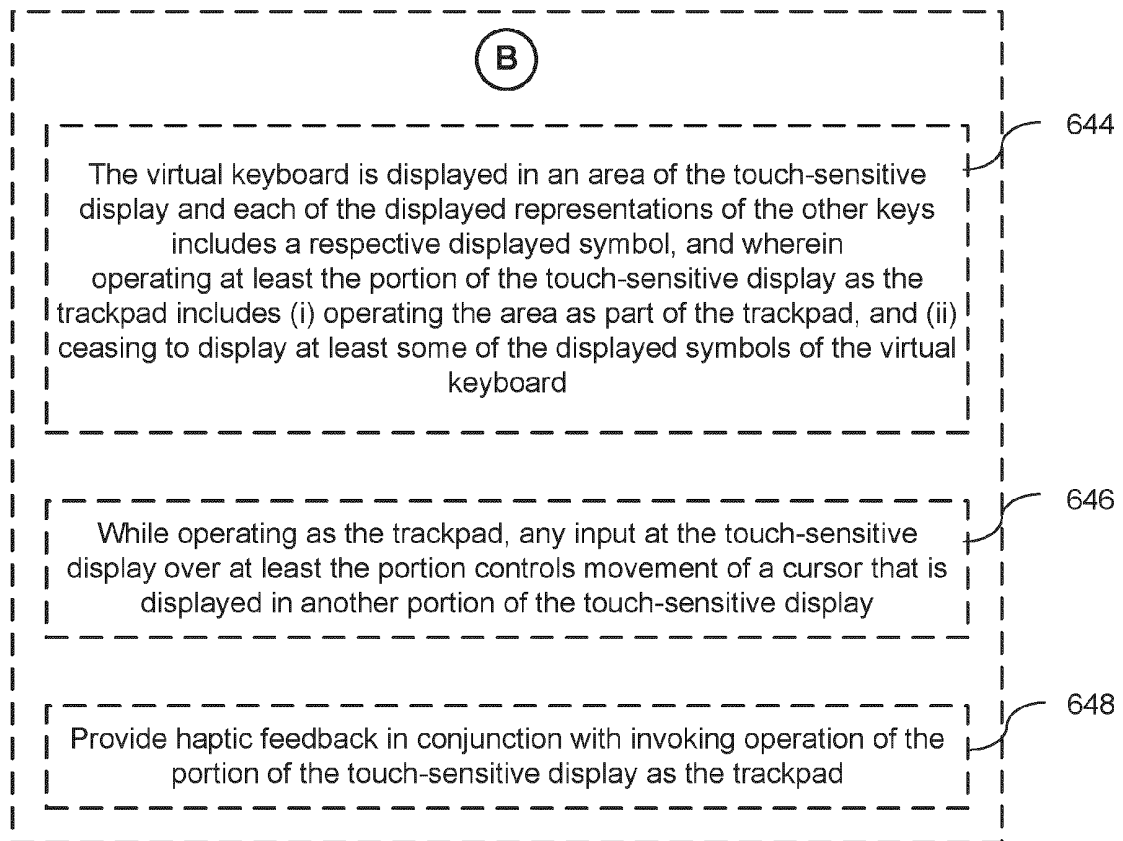 B
644
The virtual keyboard is displayed in an area of the touch-sensitive
display and each of the displayed representations of the other keys
includes a respective displayed symbol, and wherein
operating at least the portion of the touch-sensitive display as the
trackpad includes (i) operating the area as part of the trackpad, and (ii)
ceasing to display at least some of the displayed symbols of the virtual
keyboard
646
While operating as the trackpad, any input at the touch-sensitive
display over at least the portion controls movement of a cursor that is
displayed in another portion of the touch-sensitive display
648
Provide haptic feedback in conjunction with invoking operation of the
portion of the touch-sensitive display as the trackpad